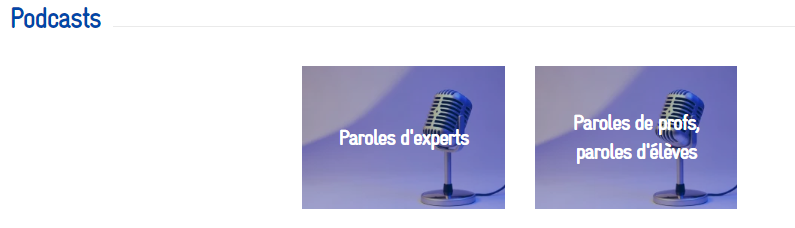 Podcasts
Paroles d'experts
Paroles de profs,
paroles d'élèves